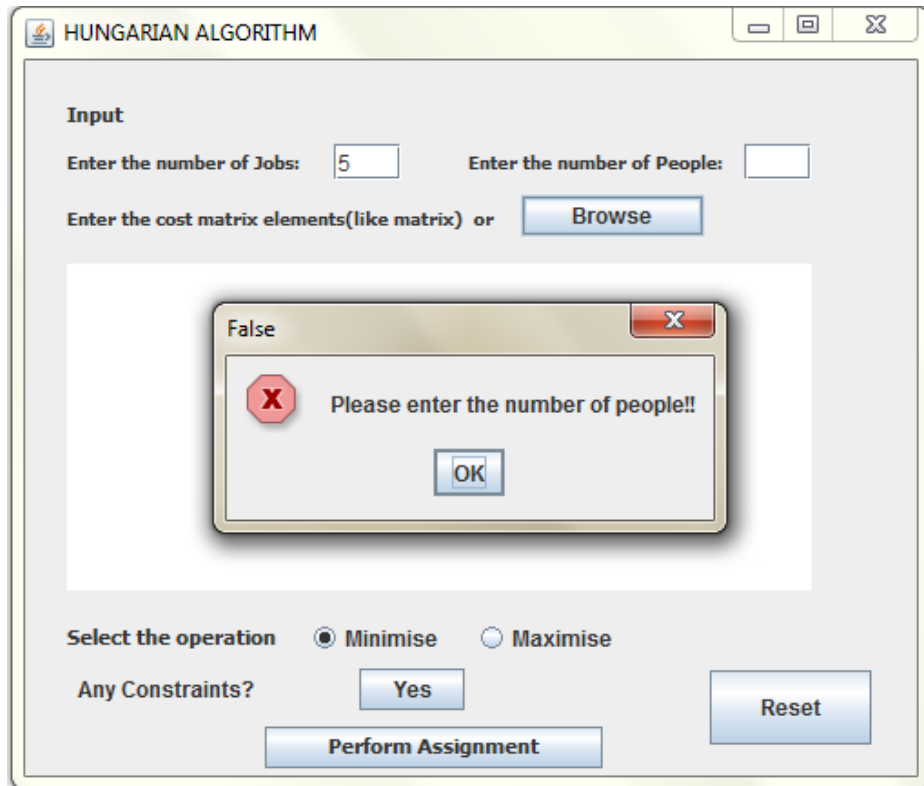 HUNGARIAN ALGORITHM
Input
Enter the number of Jobs: 5 Enter the number of People:
Enter the cost matrix elements(like matrix) or Browse
False
X
Please enter the number of people!!
OK
Select the operation Minimise Maximise
Any Constraints? Yes
Reset
Perform Assignment